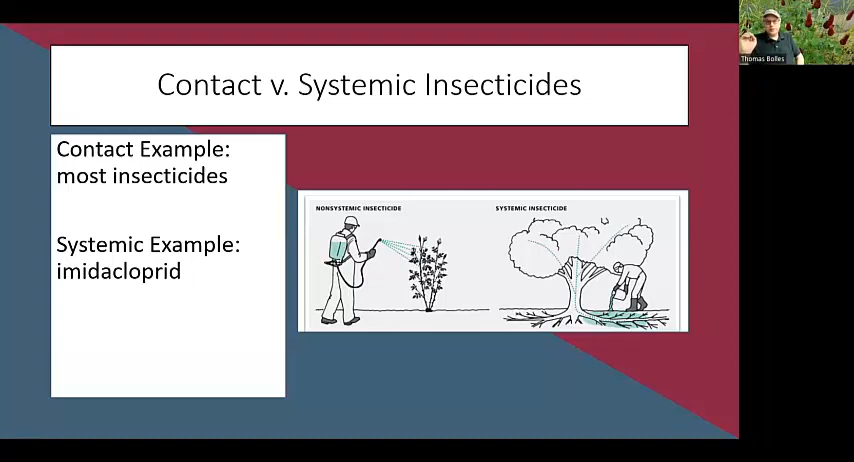 Contact v. Systemic Insecticides
Thomas Bolles
Contact Example:
most insecticides
Systemic Example:
imidacloprid
NONSYSTEMIC INSECTICIDE
SYSTEMIC INSECTICIDE